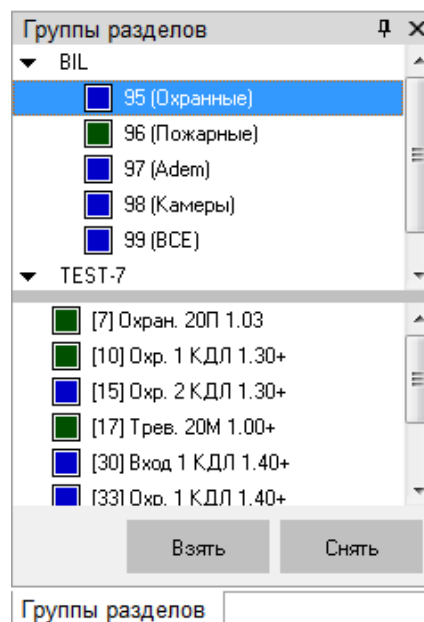 Группы разделов
BIL
95 (Охранные)
96 (Пожарные)
97 (Adem)
98 (Камеры)
99 (ВСЕ)
TEST-7
[7] Охран. 20П 1.03
[10] Охр. 1 КДЛ 1.30+
[15] Охр. 2 КДЛ 1.30+
[17] Трев. 20М 1.00+
[30] Вход 1 КДЛ 1.40+
[33] Охр. 1 КДЛ 1.40+
Взять Снять
Группы разделов